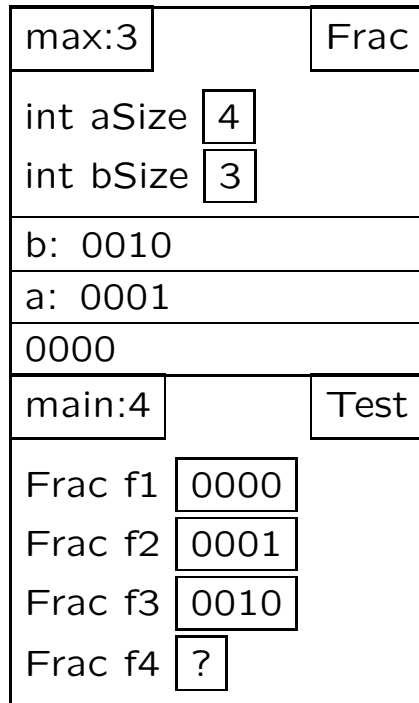 max:3 Frac
int aSize 4
int bSize 3
b: 0010
a: 0001
0000
main:4 Test
Frac f1 0000
Frac f2 0001
Frac f3 0010
Frac f4 ?